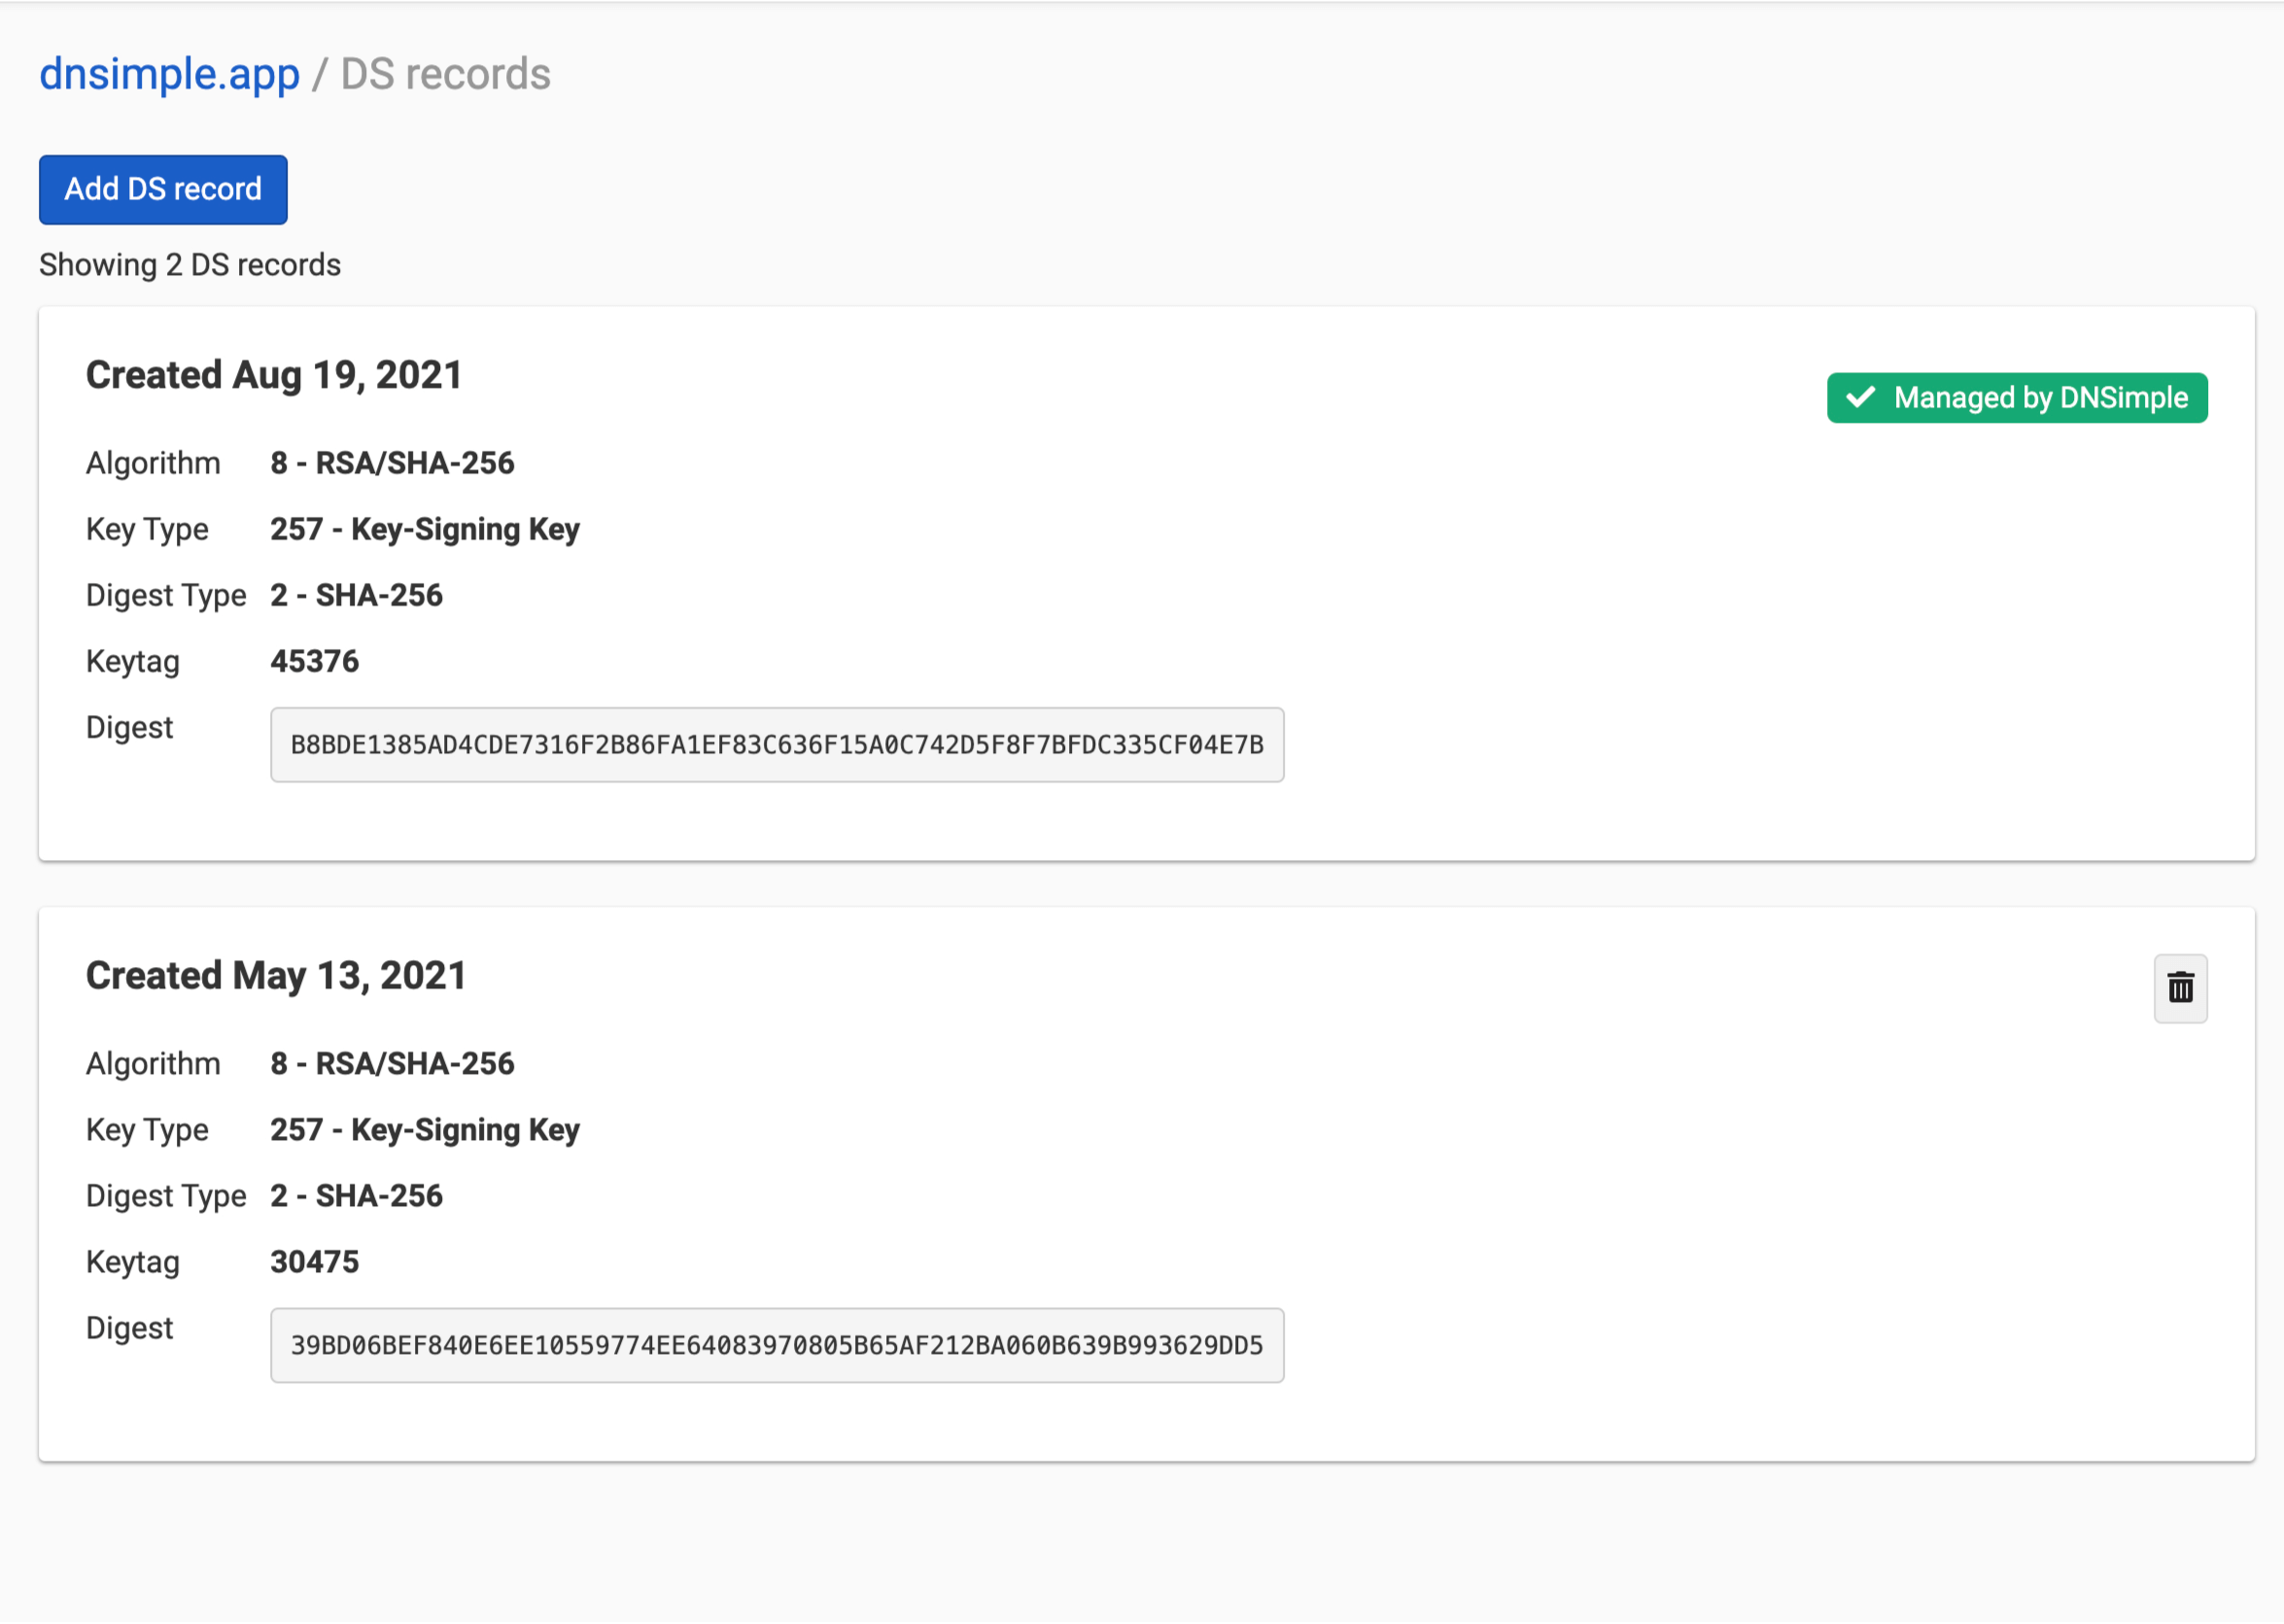 dnsimple.app / DS records
Add DS record
Showing 2 DS records
Created Aug 19, 2021
Managed by DNSimple
Algorithm 8 - RSA/SHA-256
Key Type 257 - Key-Signing Key
Digest Type 2 - SHA-256
Keytag 45376
Digest B8BDE1385AD4CDE7316F2B86FA1EF83C636F15A0C742D5F8F7BFDC335CF04E7B
Created May 13, 2021
Algorithm 8 - RSA/SHA-256
Key Type 257 - Key-Signing Key
Digest Type 2 - SHA-256
Keytag 30475
Digest 39BD06BEF840E6EE10559774EE64083970805B65AF212BA060B639B993629DD5